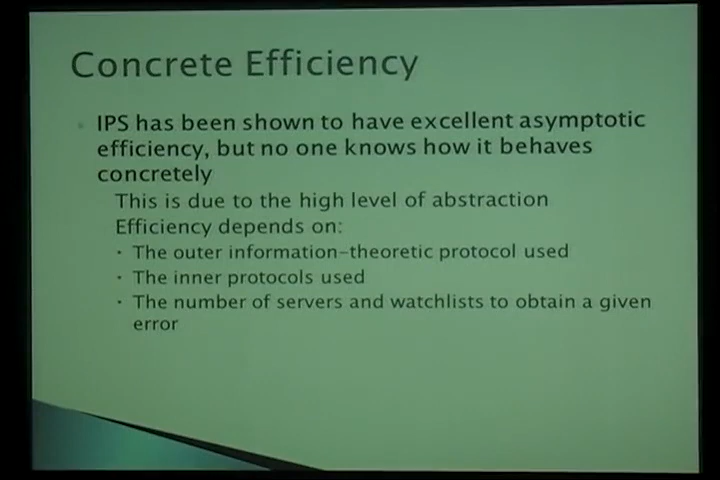 Concrete Efficiency
IPS has been shown to have excellent asymptotic
efficiency, but no one knows how it behaves
concretely
This is due to the high level of abstraction
Efficiency depends on:
· The outer information-theoretic protocol used
· The inner protocols used
· The number of servers and watchlists to obtain a given
error